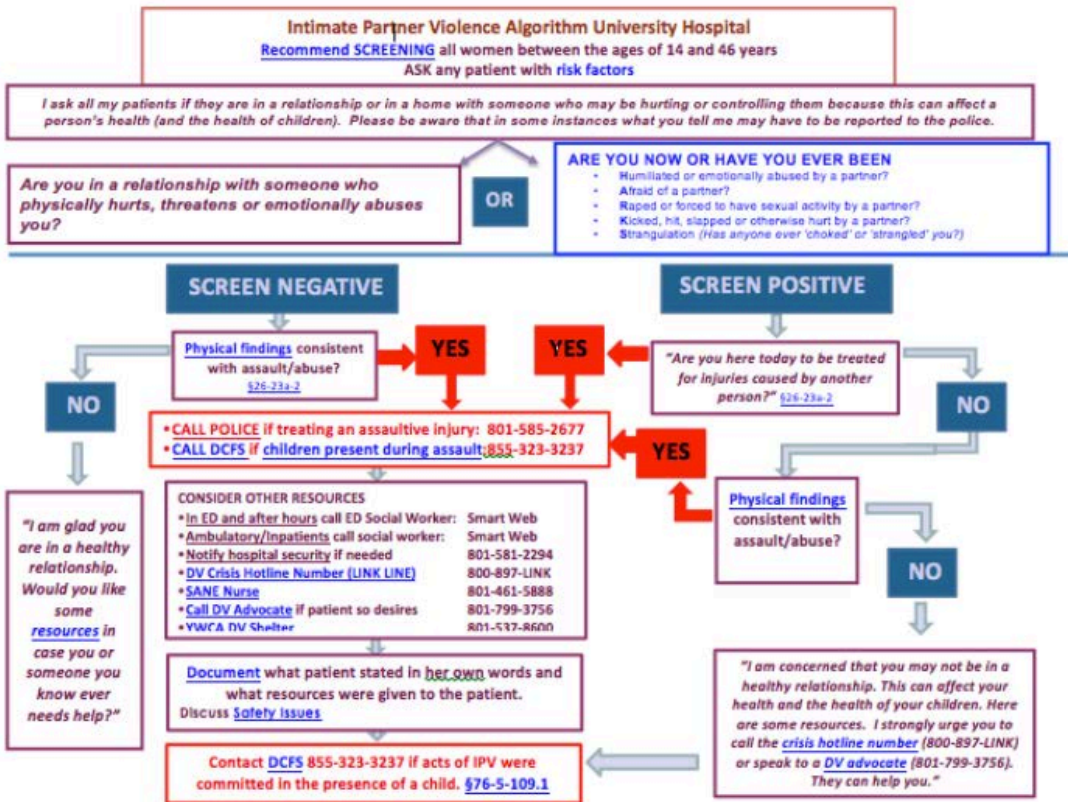 Intimate Partner Violence Algorithm University Hospital
Recommend SCREENING all women between the ages of 14 and 46 years
ASK any patient with risk factors
I ask all my patients if they are in a relationship or in a home with someone who may be hurting or controlling them because this can affect a
person's health (and the health of children). Please be aware that in some instances what you tell me may have to be reported to the police.
Are you in a relationship with someone who
physically hurts, threatens or emotionally abuses
you?
OR
ARE YOU NOW OR HAVE YOU EVER BEEN
• Humiliated or emotionally abused by a partner?
• Afraid of a partner?
• Raped or forced to have sexual activity by a partner?
• Kicked, hit, slapped or otherwise hurt by a partner?
• Strangulation (Has anyone ever 'choked' or 'strangled' you?)
SCREEN NEGATIVE
SCREEN POSITIVE
Physical findings consistent
with assault/abuse?
§26-23a-2
YES
YES
"Are you here today to be treated
for injuries caused by another
person?" §26-23a-2
NO
NO
•CALL POLICE if treating an assaultive injury: 801-585-2677
•CALL DCFS if children present during assault:855-323-3237
YES
Physical findings
consistent with
assault/abuse?
NO
"I am glad you
are in a healthy
relationship.
Would you like
some
resources in
case you or
someone you
know ever
needs help?"
CONSIDER OTHER RESOURCES
•In ED and after hours call ED Social Worker: Smart Web
•Ambulatory/Inpatients call social worker: Smart Web
•Notify hospital security if needed 801-581-2294
•DV Crisis Hotline Number (LINK LINE) 800-897-LINK
•SANE Nurse 801-461-5888
•Call DV Advocate if patient so desires 801-799-3756
•YWCA DV Shelter 801-537-8600
Document what patient stated in her own words and
what resources were given to the patient.
Discuss Safety Issues
"I am concerned that you may not be in a
healthy relationship. This can affect your
health and the health of your children. Here
are some resources. I strongly urge you to
call the crisis hotline number (800-897-LINK)
or speak to a DV advocate (801-799-3756).
They can help you."
Contact DCFS 855-323-3237 if acts of IPV were
committed in the presence of a child. §76-5-109.1